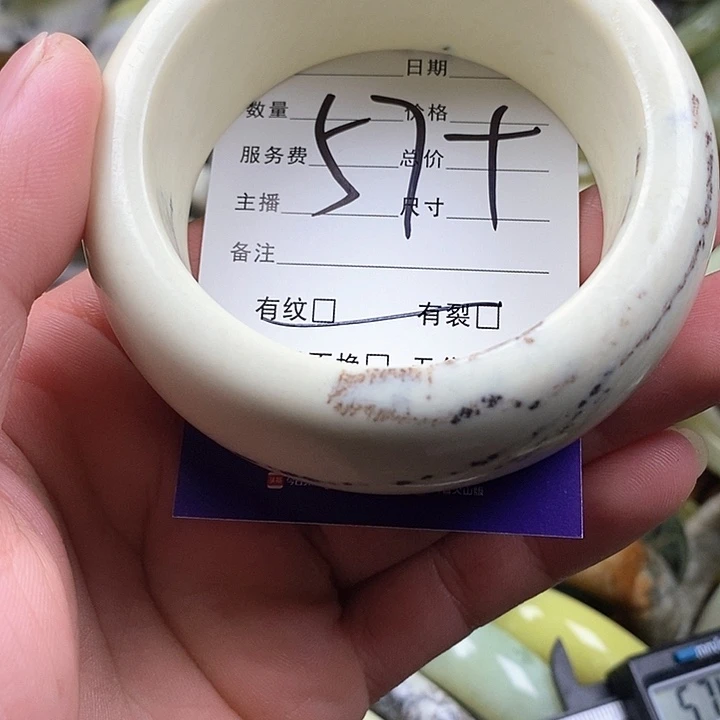 日期
数量 价格
服务费 总价
57+
主播 尺寸
备注
有纹□ 有裂□